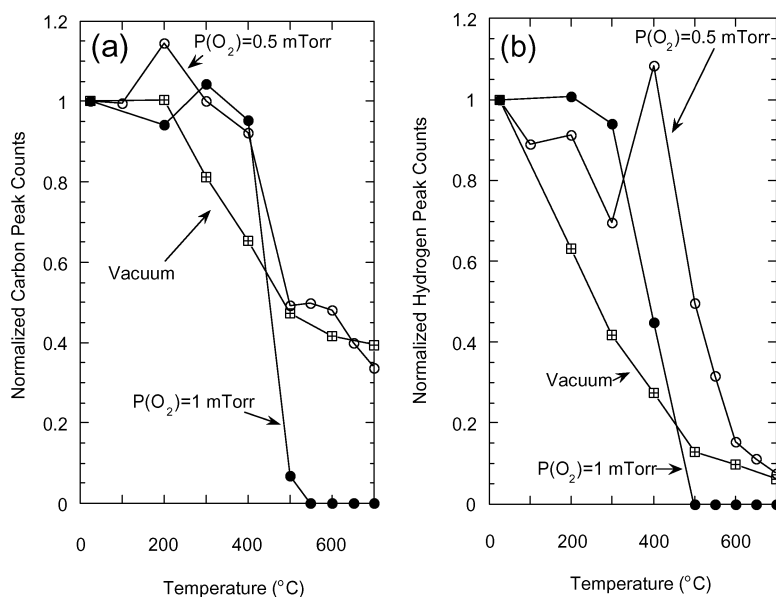 (a)
P(O2)=0.5 mTorr
Vacuum
P(O2)=1 mTorr
Normalized Carbon Peak Counts
1.2
1
0.8
0.6
0.4
0.2
0
0 200 400 600
Temperature (°C)
(b)
P(O2)=0.5 mTorr
Vacuum
P(O2)=1 mTorr
Normalized Hydrogen Peak Counts
1.2
1
0.8
0.6
0.4
0.2
0
0 200 400 600
Temperature (°C)